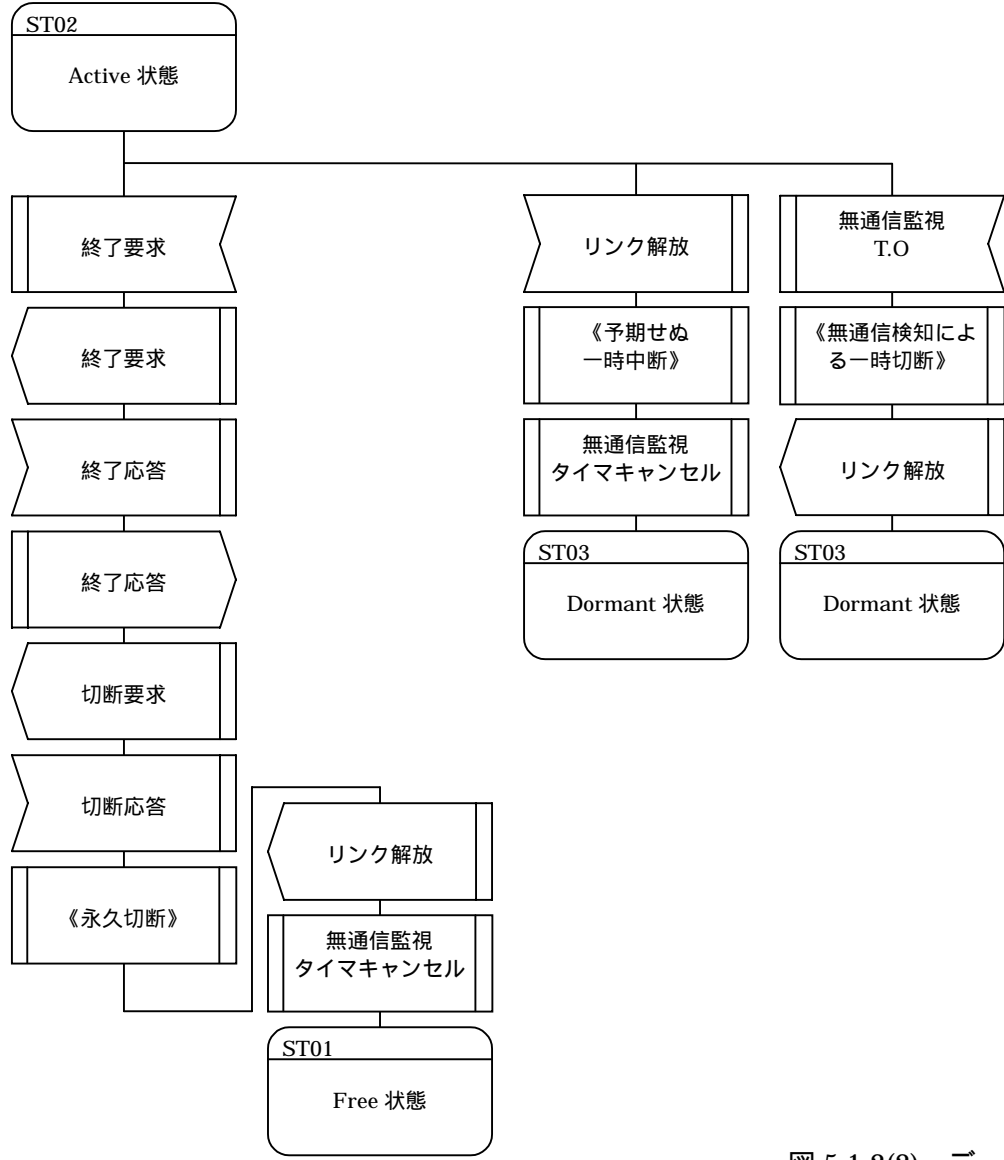 ST02
Active 状態
終了要求
終了要求
終了応答
終了応答
切断要求
切断応答
《永久切断》
リンク解放
無通信監視
タイマキャンセル
ST01
Free 状態
リンク解放
《予期せぬ
一時中断》
無通信監視
タイマキャンセル
ST03
Dormant 状態
無通信監視
T.O
《無通信検知によ
る一時切断》
リンク解放
ST03
Dormant 状態